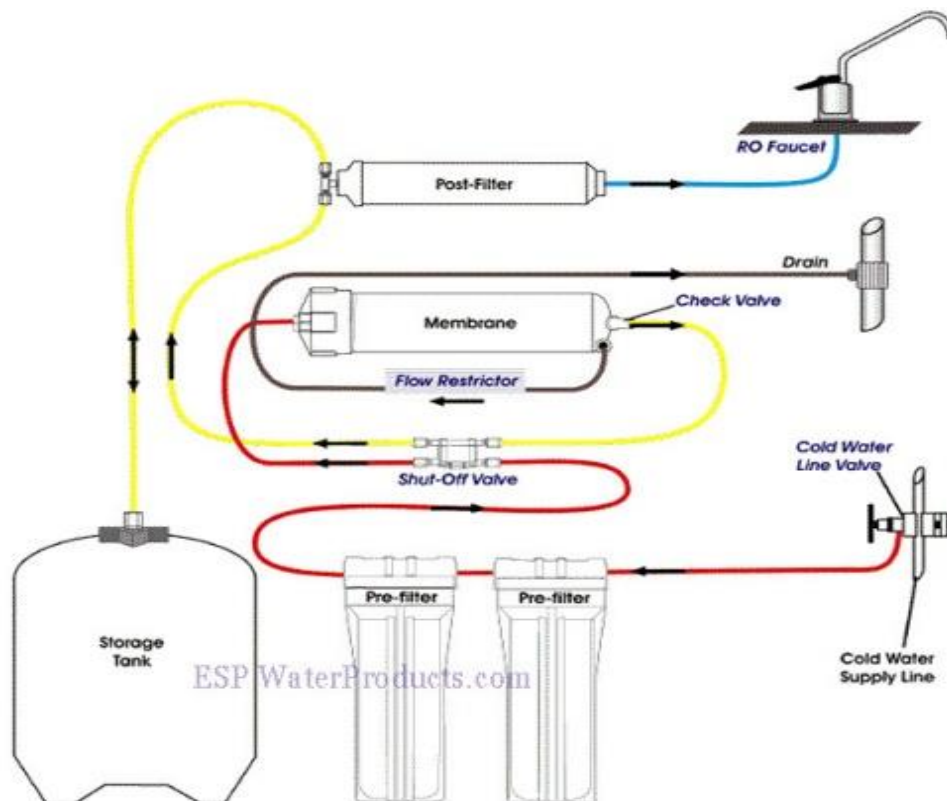 RO Faucet
Post-Filter
Drain
Check Valve
Membrane
Flow Restrictor
Cold Water
Line Valve
Shut-Off Valve
Pre-filter
Pre-filter
Storage
Tank
ESP WaterProducts.com
Cold Water
Supply Line